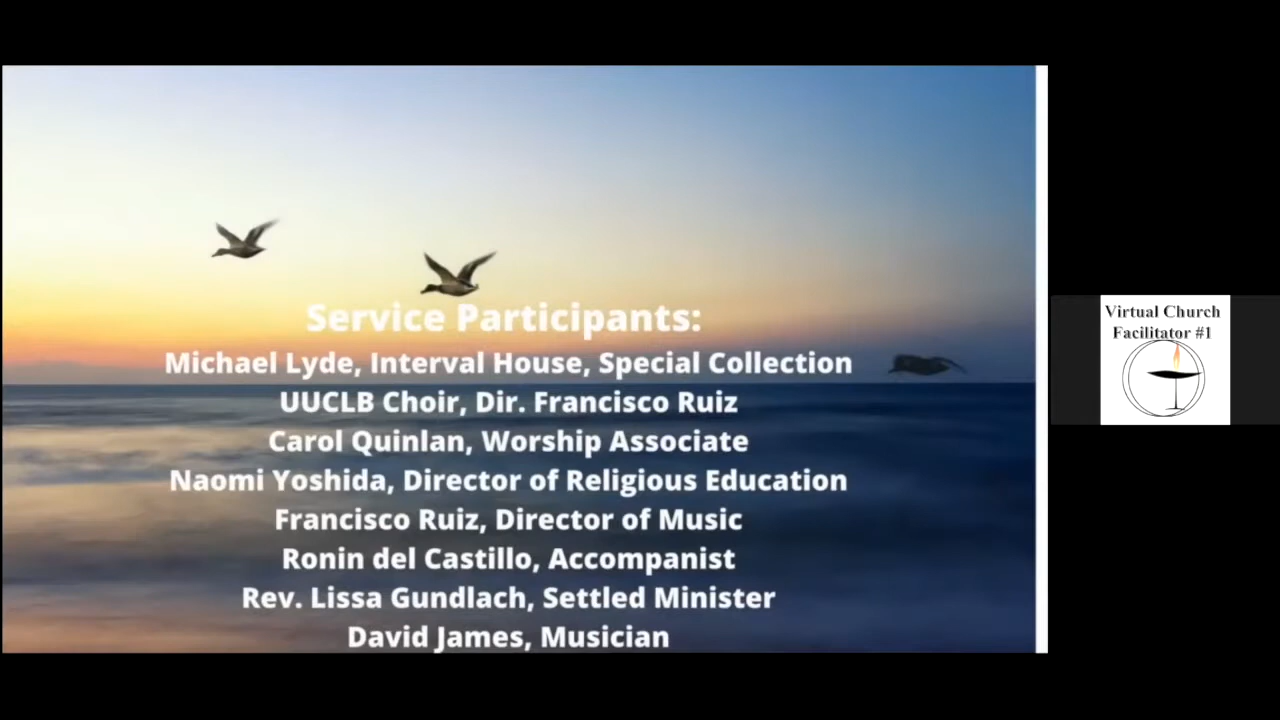 Service Participants:
Michael Lyde, Interval House, Special Collection
UUCLB Choir, Dir. Francisco Ruiz
Carol Quinlan, Worship Associate
Naomi Yoshida, Director of Religious Education
Francisco Ruiz, Director of Music
Ronin del Castillo, Accompanist
Rev. Lissa Gundlach, Settled Minister
David James, Musician
Virtual Church
Facilitator #1